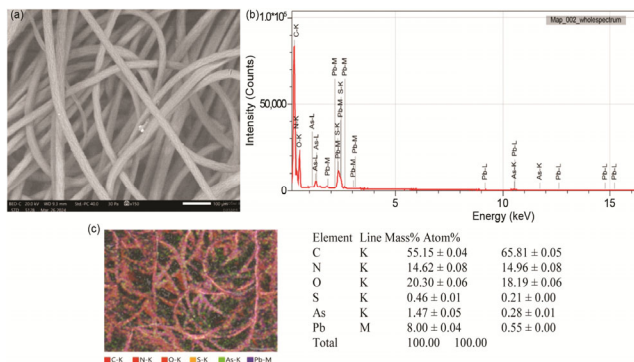 (a)
(b)
Map_002_wholespectrum
1.0*10⁵
50,000
0
Intensity (Counts)
C-K
N-K
O-K
As-L
As-L
As-L
Pb-M
Pb-M
Pb-M
S-K
Pb-M
S-K
Pb-M
Pb-M
Pb-M
Pb-L
As-K
Pb-L
As-K
Pb-L
Pb-L
Pb-L
5
10
15
Energy (keV)
100 µm
(c)
C-K N-K O-K S-K As-K Pb-M
Element Line Mass% Atom%
C K 55.15 ± 0.04 65.81 ± 0.05
N K 14.62 ± 0.08 14.96 ± 0.08
O K 20.30 ± 0.06 18.19 ± 0.06
S K 0.46 ± 0.01 0.21 ± 0.00
As K 1.47 ± 0.05 0.28 ± 0.01
Pb M 8.00 ± 0.04 0.55 ± 0.00
Total 100.00 100.00